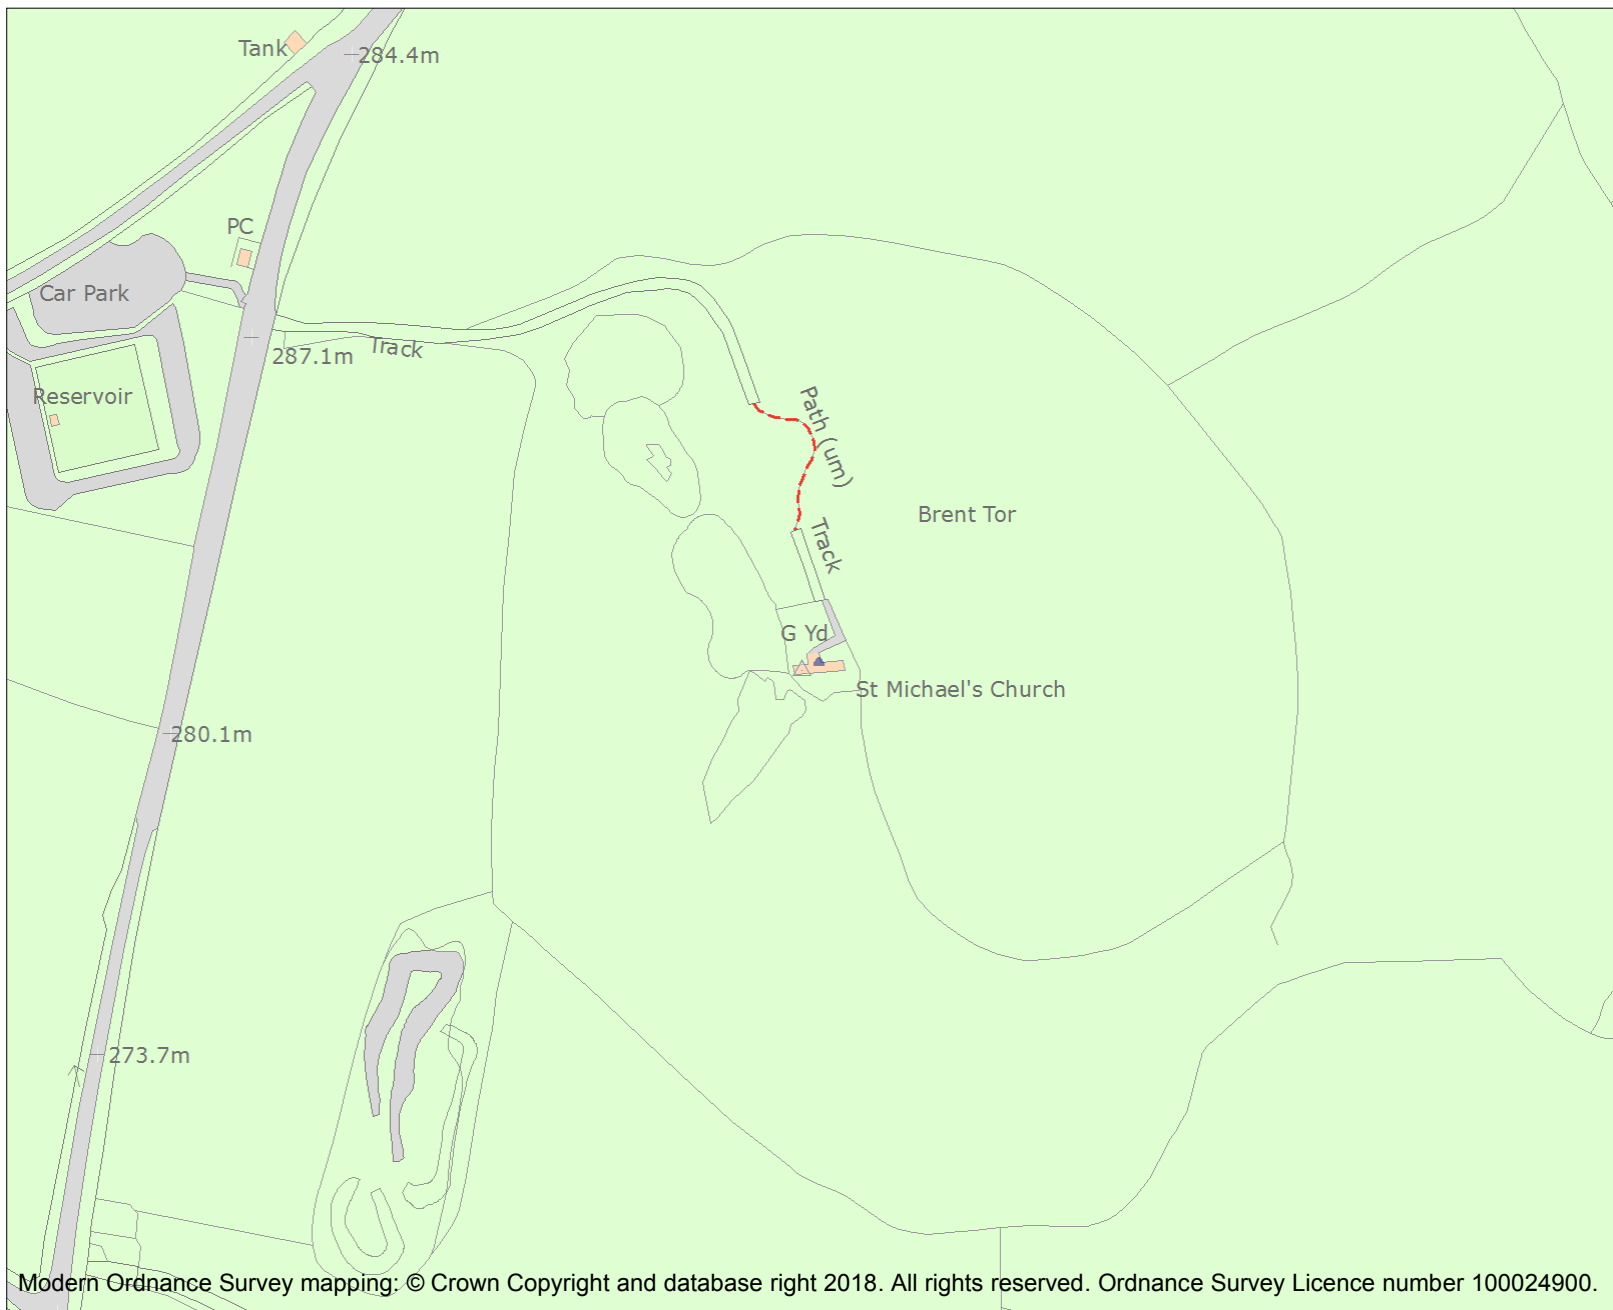 Tank
284.4m
PC
Car Park
287.1m
Track
Reservoir
Path (um)
Brent Tor
Track
G Yd
St Michael's Church
280.1m
273.7m
Modern Ordnance Survey mapping: © Crown Copyright and database right 2018. All rights reserved. Ordnance Survey Licence number 100024900.